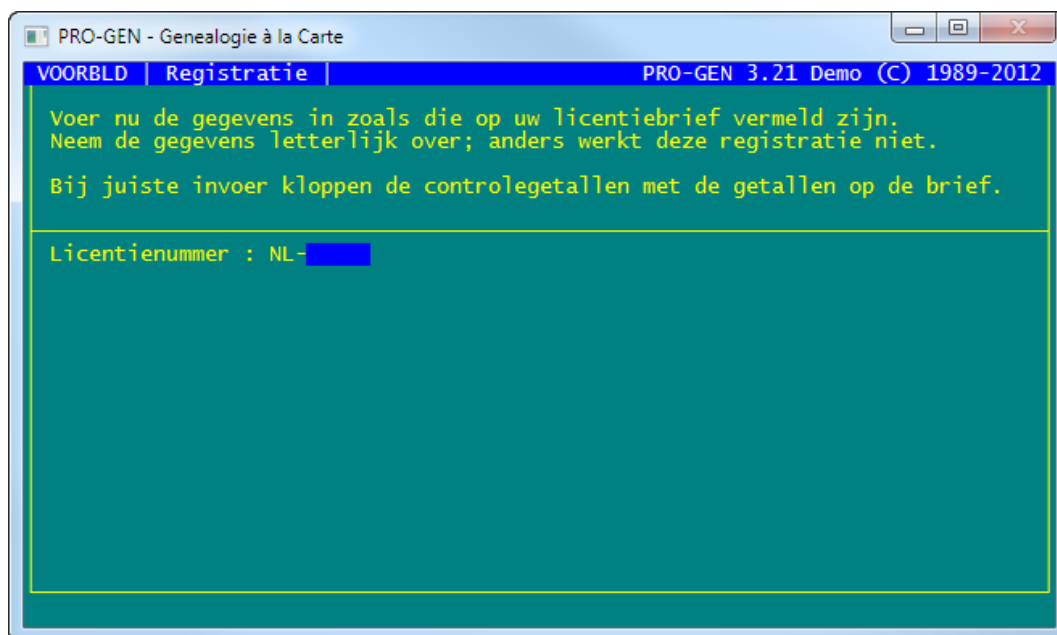 PRO-GEN - Genealogie à la Carte
VOORBLD | Registratie | PRO-GEN 3.21 Demo (C) 1989-2012
Voer nu de gegevens in zoals die op uw licentiebrief vermeld zijn.
Neem de gegevens letterlijk over; anders werkt deze registratie niet.
Bij juiste invoer kloppen de controlegetallen met de getallen op de brief.
Licentienummer : NL-